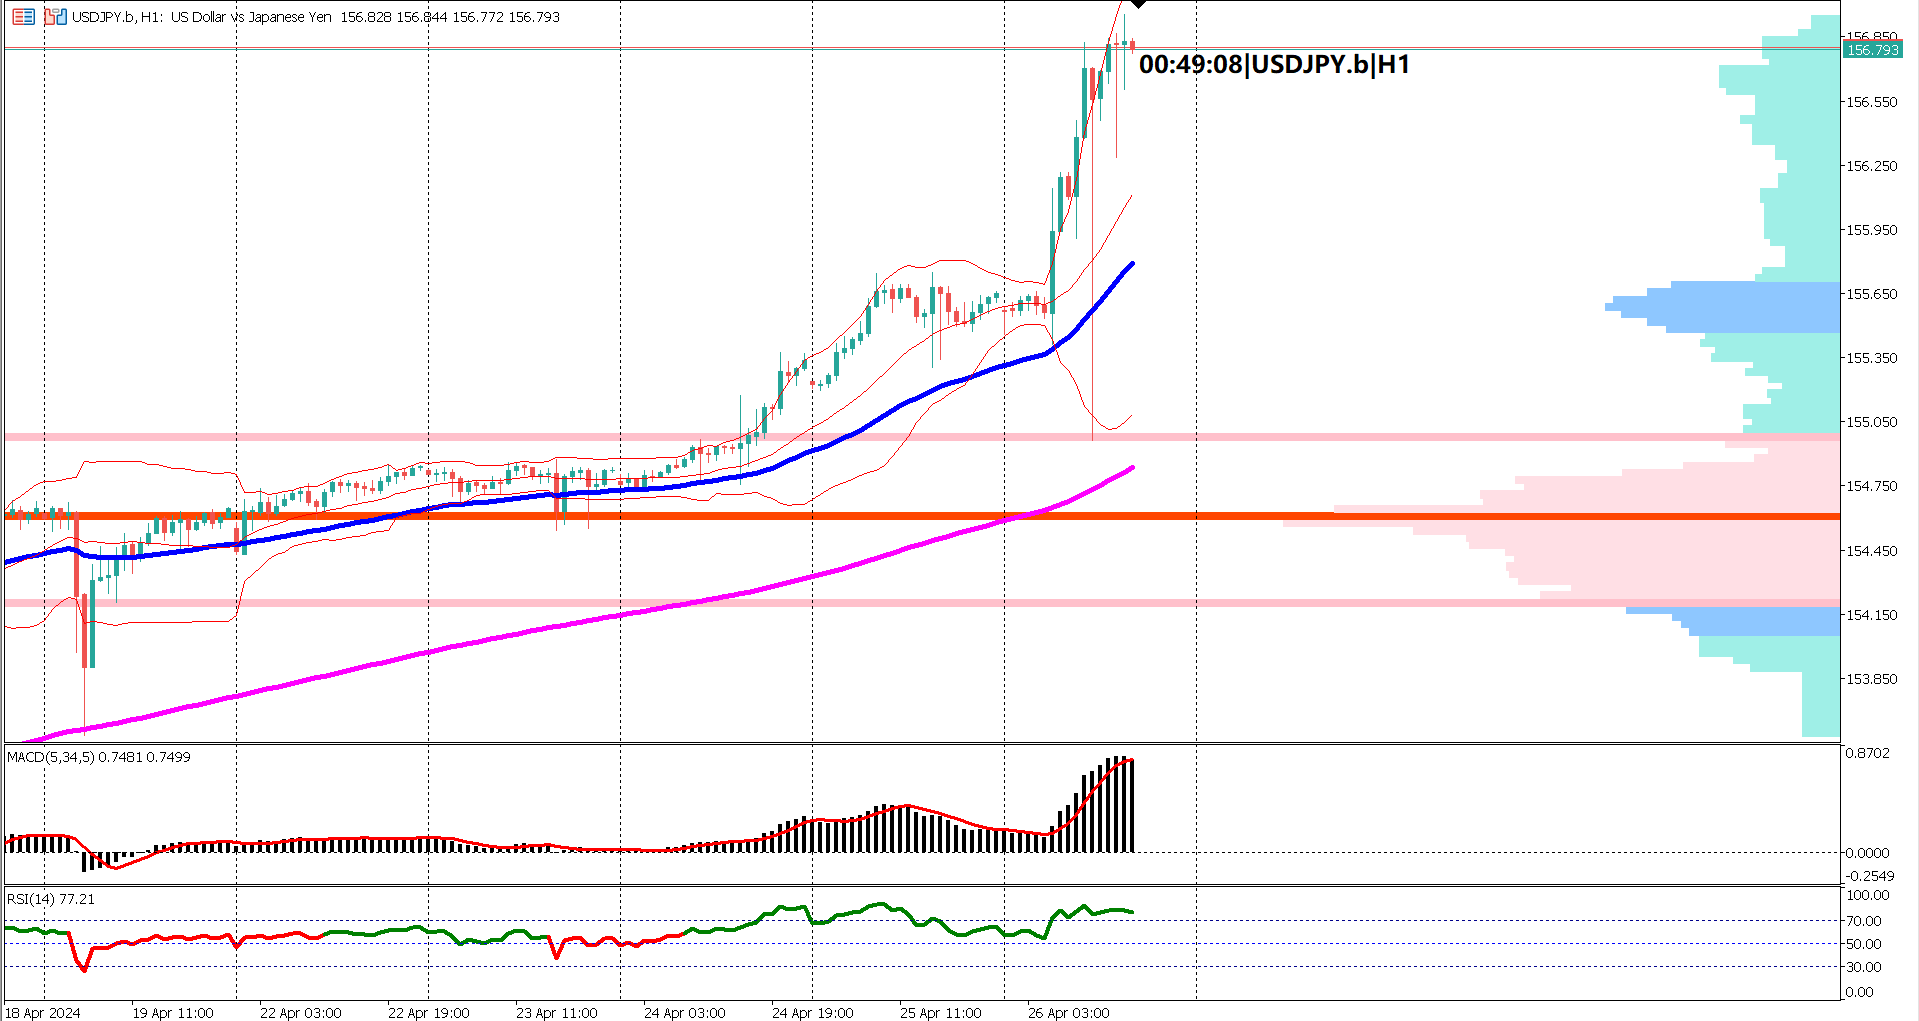 USDJPY.b, H1: US Dollar vs Japanese Yen 156.828 156.844 156.772 156.793
00:49:08|USDJPY.b|H1
156.850
156.793
156.550
156.250
155.950
155.650
155.350
155.050
154.750
154.450
154.150
153.850
MACD(5,34,5) 0.7481 0.7499
0.8702
0.0000
-0.2549
RSI(14) 77.21
100.00
70.00
50.00
30.00
0.00
18 Apr 2024
19 Apr 11:00
22 Apr 03:00
22 Apr 19:00
23 Apr 11:00
24 Apr 03:00
24 Apr 19:00
25 Apr 11:00
26 Apr 03:00